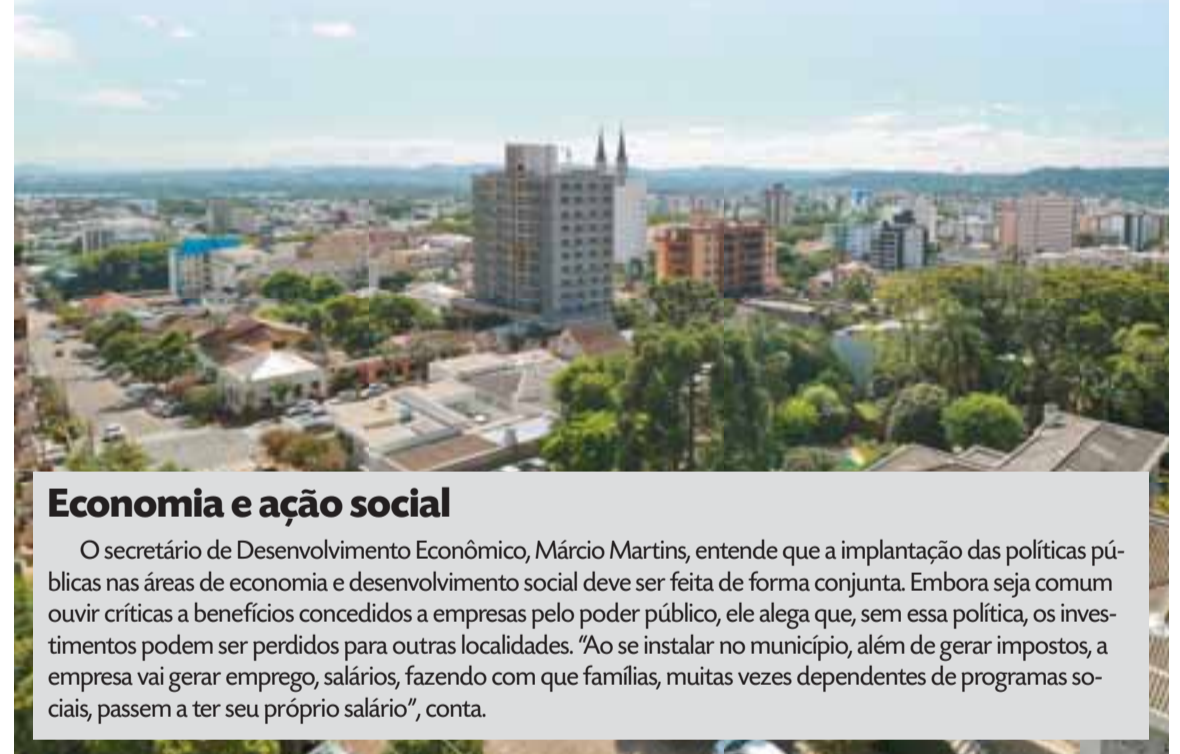 Economia e ação social
O secretário de Desenvolvimento Econômico, Márcio Martins, entende que a implantação das políticas pú-
blicas nas áreas de economia e desenvolvimento social deve ser feita de forma conjunta. Embora seja comum
ouvir críticas a benefícios concedidos a empresas pelo poder público, ele alega que, sem essa política, os inves-
timentos podem ser perdidos para outras localidades. “Ao se instalar no município, além de gerar impostos, a
empresa vai gerar emprego, salários, fazendo com que famílias, muitas vezes dependentes de programas so-
ciais, passem a ter seu próprio salário”, conta.